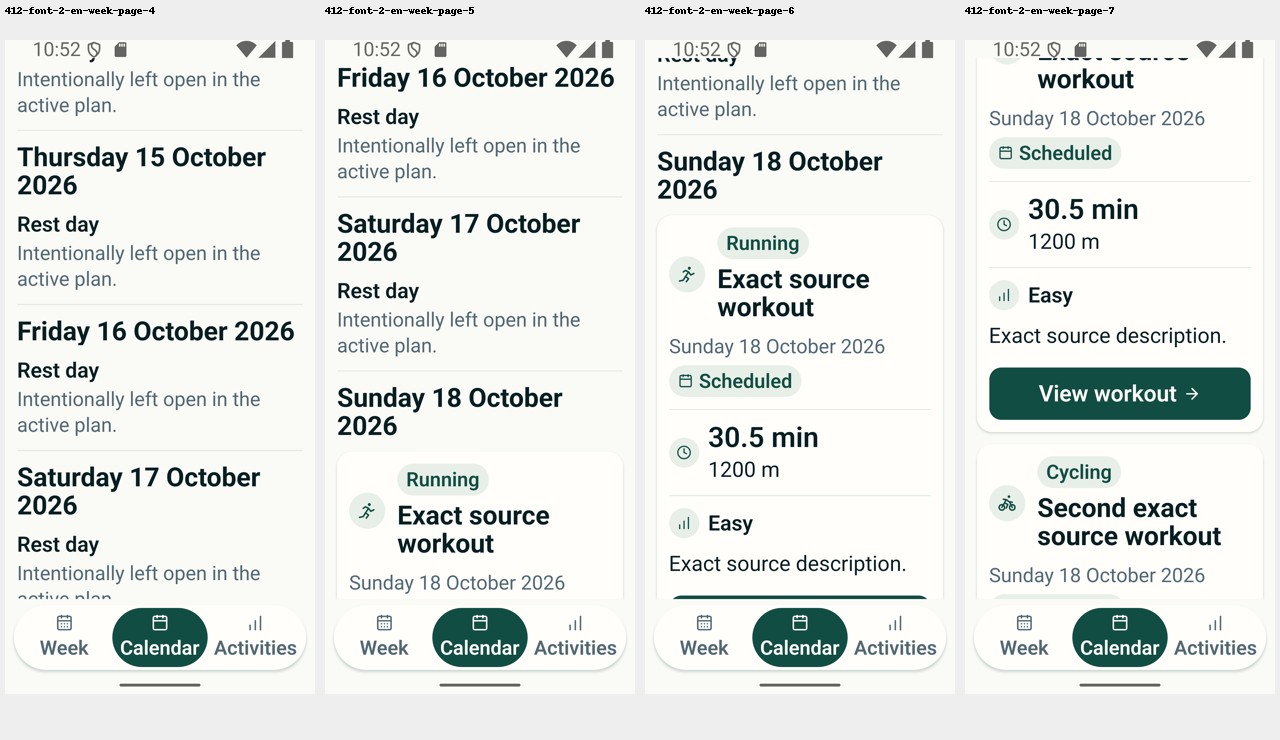 412-font-2-en-week-page-4
10:52
Intentionally left open in the
active plan.
Thursday 15 October
2026
Rest day
Intentionally left open in the
active plan.
Friday 16 October 2026
Rest day
Intentionally left open in the
active plan.
Saturday 17 October
2026
Rest day
Intentionally left open in the
active plan.
Week
Calendar
Activities
412-font-2-en-week-page-5
10:52
Friday 16 October 2026
Rest day
Intentionally left open in the
active plan.
Saturday 17 October
2026
Rest day
Intentionally left open in the
active plan.
Sunday 18 October
2026
Running
Exact source
workout
Sunday 18 October 2026
Week
Calendar
Activities
412-font-2-en-week-page-6
10:52
Rest day
Intentionally left open in the
active plan.
Sunday 18 October
2026
Running
Exact source
workout
Sunday 18 October 2026
Scheduled
30.5 min
1200 m
Easy
Exact source description.
Week
Calendar
Activities
412-font-2-en-week-page-7
10:52
Exact source
workout
Sunday 18 October 2026
Scheduled
30.5 min
1200 m
Easy
Exact source description.
View workout →
Cycling
Second exact
source workout
Sunday 18 October 2026
Week
Calendar
Activities